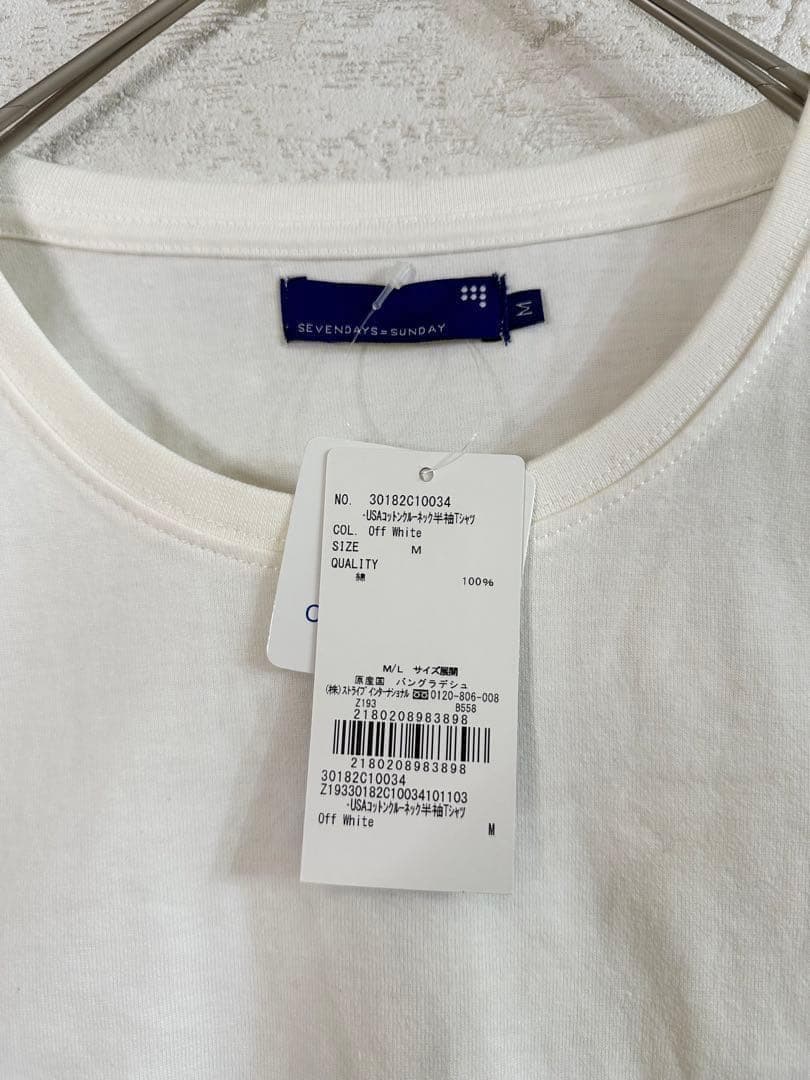 SEVENDAYS=SUNDAY
M
NO. 30182C10034
-USAコットンクルーネック半袖Tシャツ
COL. Off White
SIZE M
QUALITY
綿 100%
M/L サイズ展開
原産国 バングラデシュ
(株)ストライプインターナショナル 0120-806-008
Z193 B558
2180208983898
2180208983898
30182C10034
Z19330182C10034101103
-USAコットンクルーネック半袖Tシャツ
Off White M